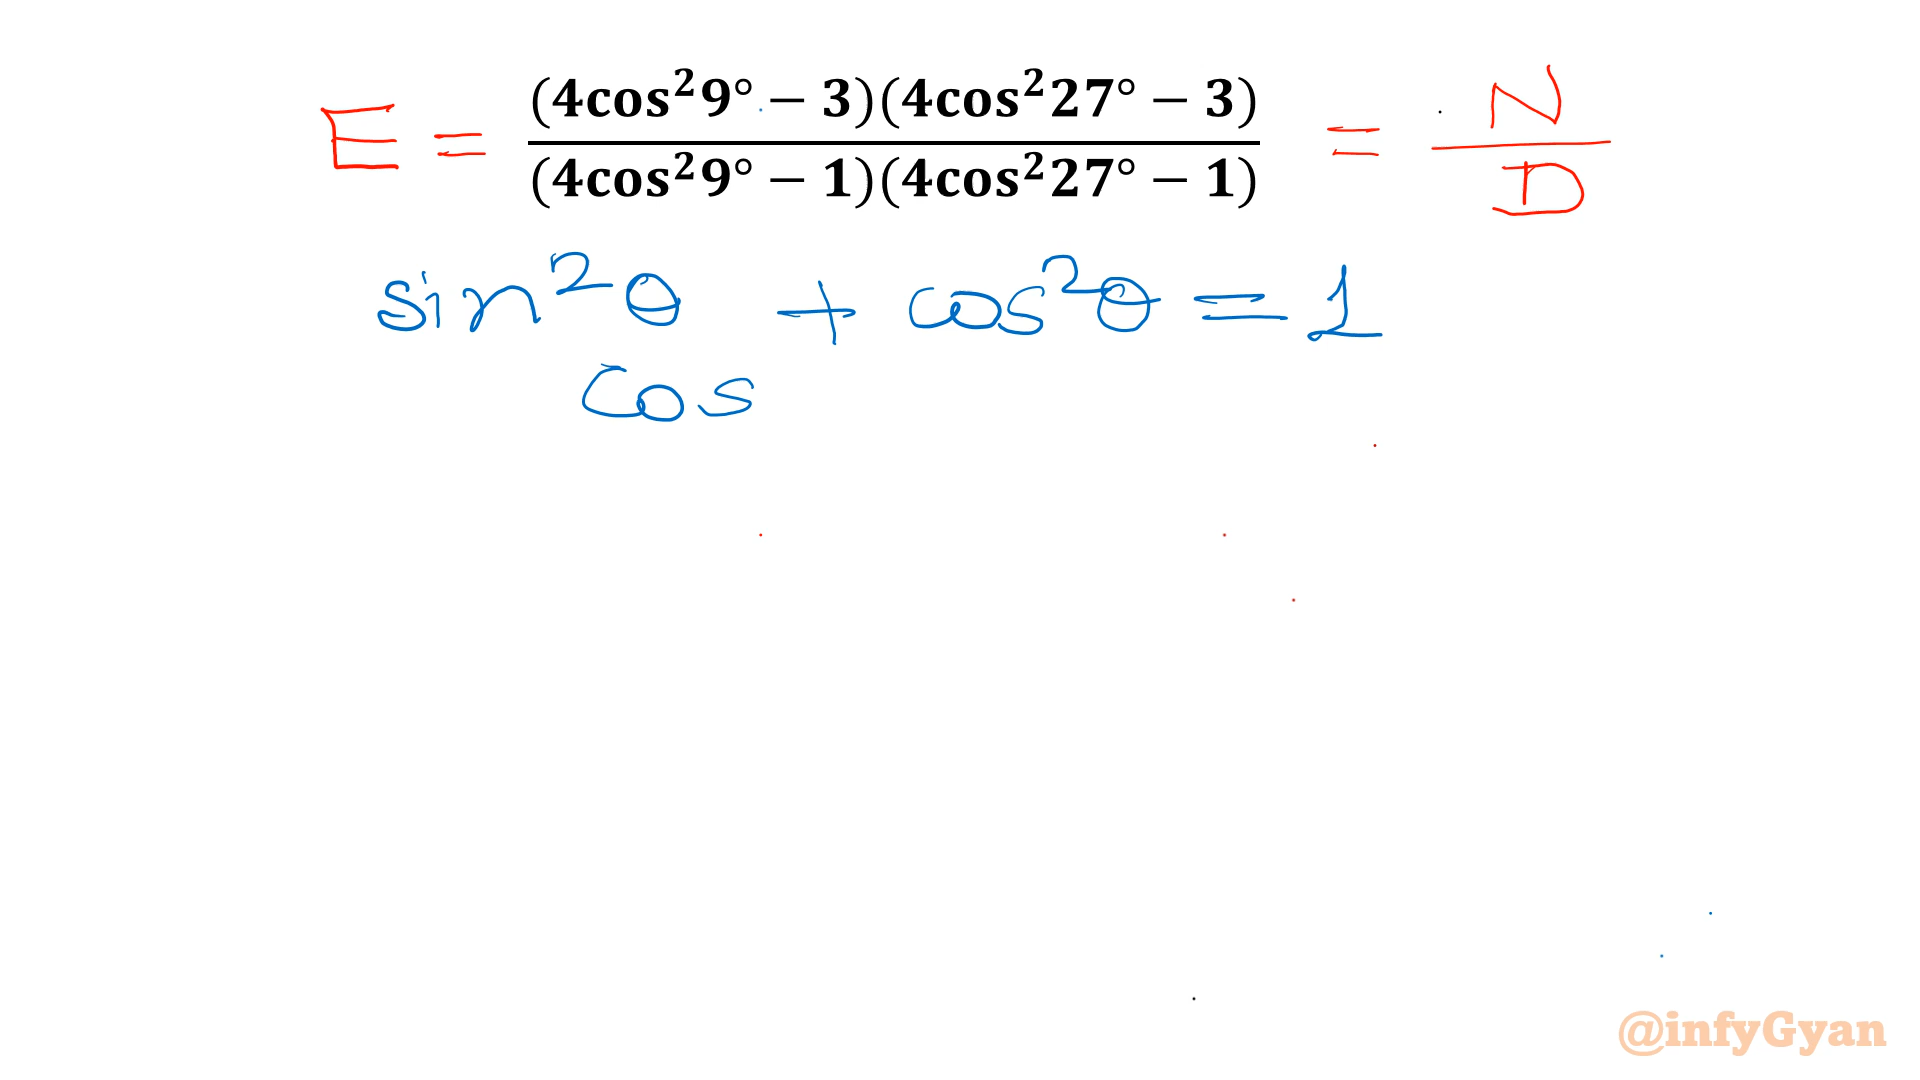 E = (4cos²9° − 3)(4cos²27° − 3) / (4cos²9° − 1)(4cos²27° − 1) = N / D
sin²θ + cos²θ = 1
cos
@infyGyan